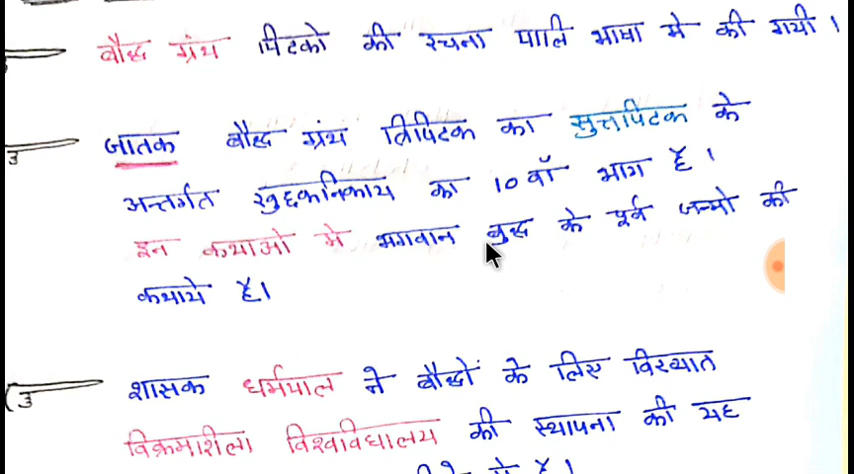 बौद्ध ग्रंथ पिटको की रचना पालि भाषा मे की गयी।
जातक बौद्ध ग्रंथ त्रिपिटक का सुत्तपिटक के
अन्तर्गत खुद्दकनिकाय का 10 वॉ भाग है।
इन कथाओ मे भगवान बुद्ध के पूर्व जन्मो की
कथाये है।
शासक धर्मपाल ने बौद्धों के लिए विख्यात
विक्रमशिला विश्वविद्यालय की स्थापना की यह
मे है।